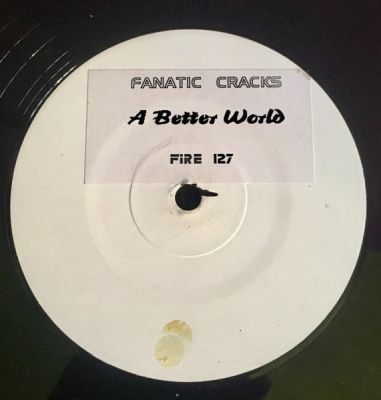 FANATIC CRACKS
A Better World
FIRE 127